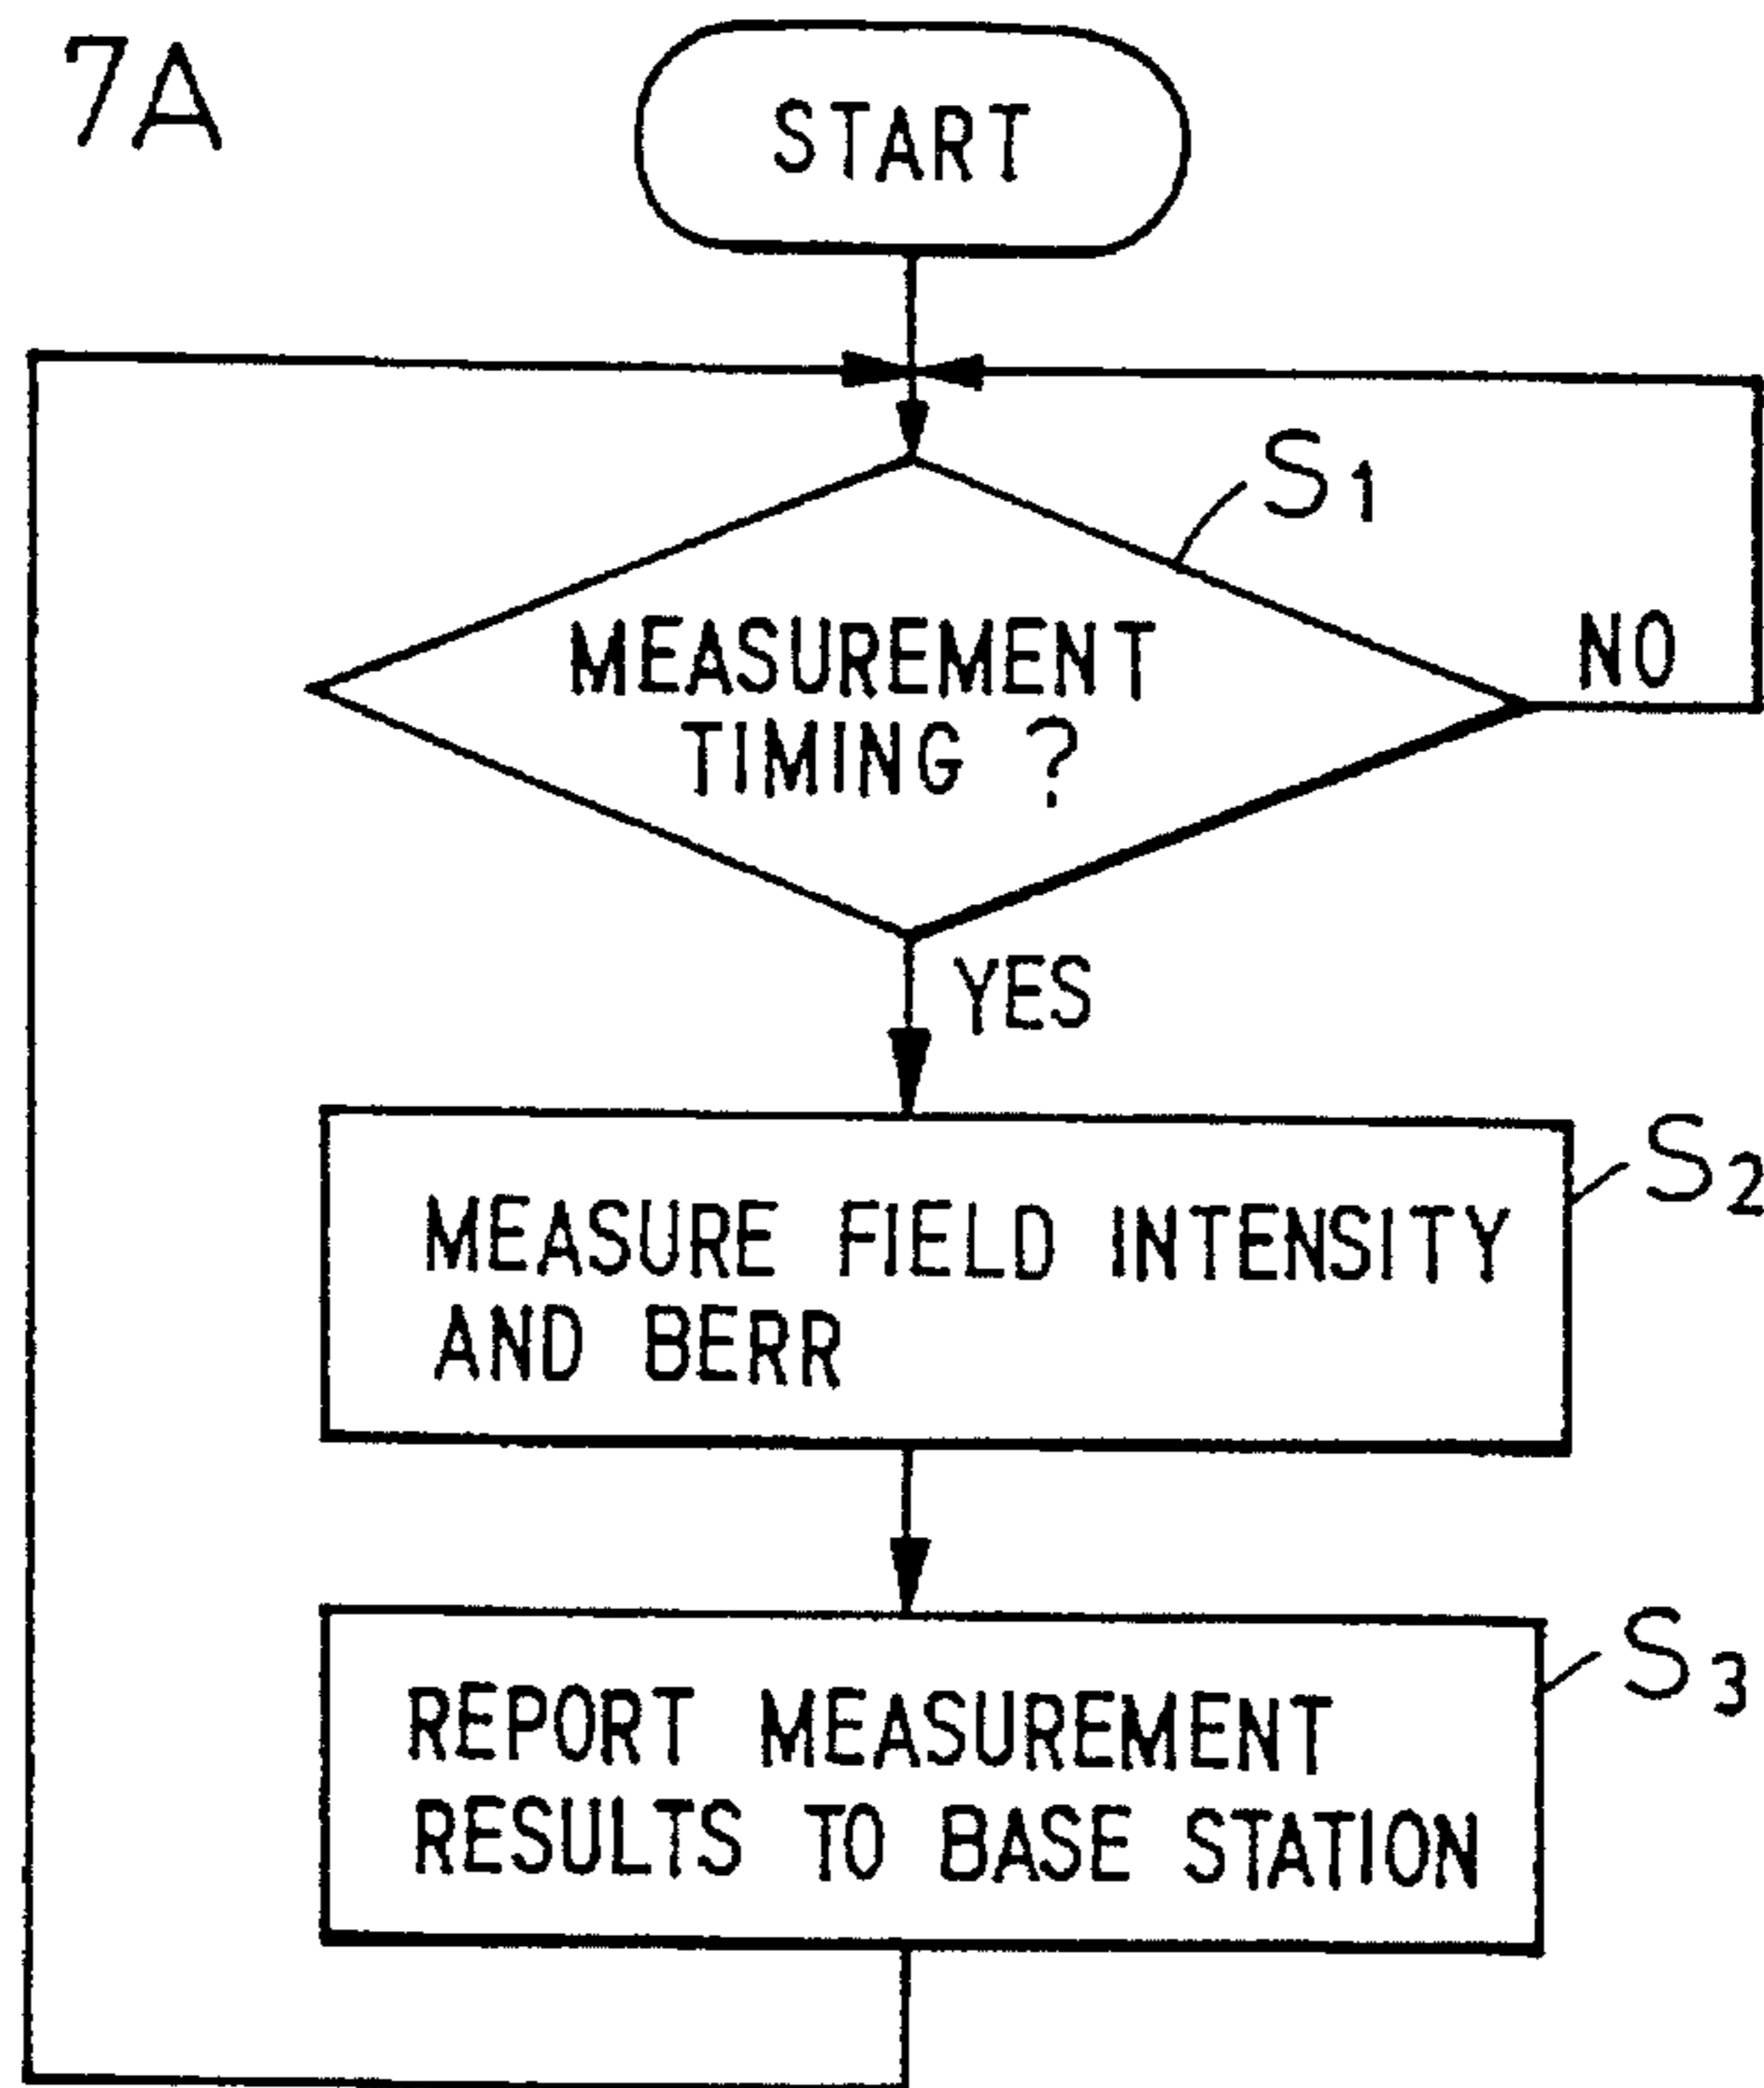 7A
START
S1
MEASUREMENT
TIMING ?
NO
YES
S2
MEASURE FIELD INTENSITY
AND BERR
S3
REPORT MEASUREMENT
RESULTS TO BASE STATION